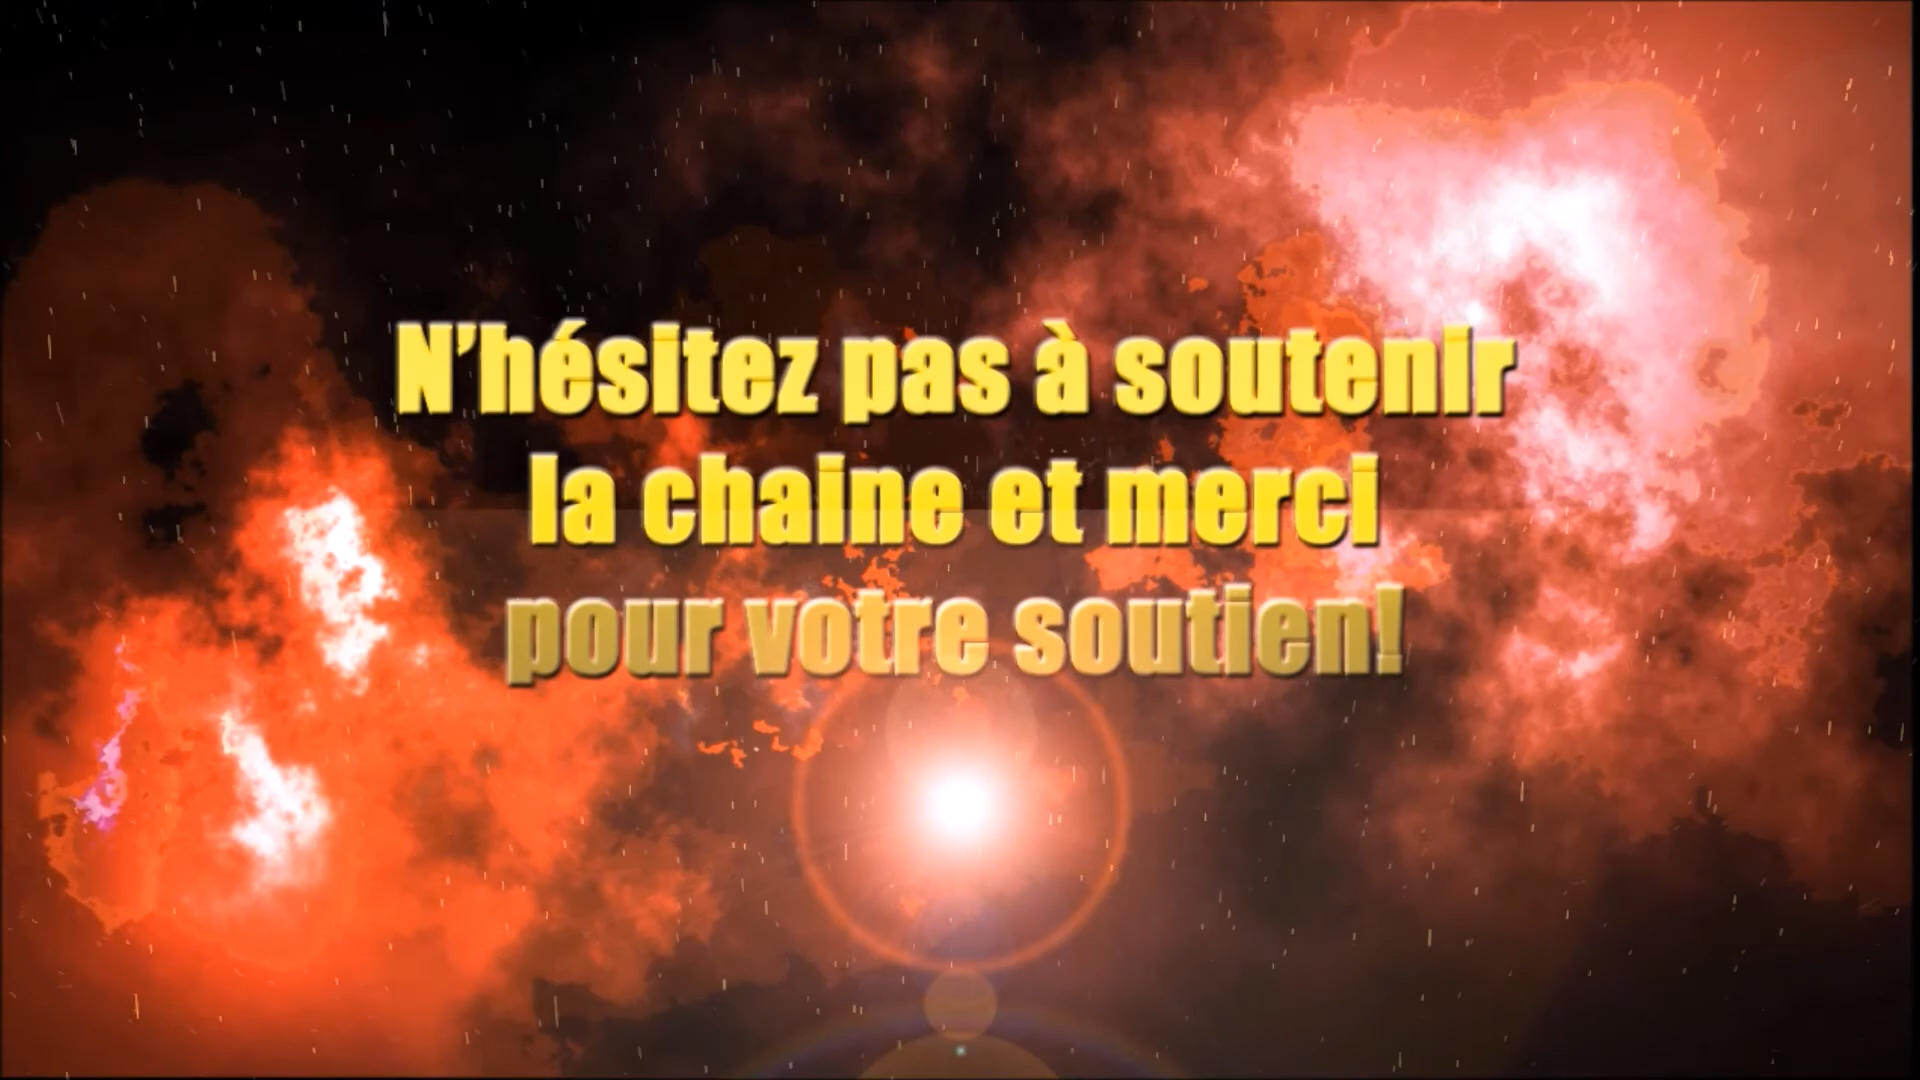 N’hésitez pas à soutenir
la chaine et merci
pour votre soutien!